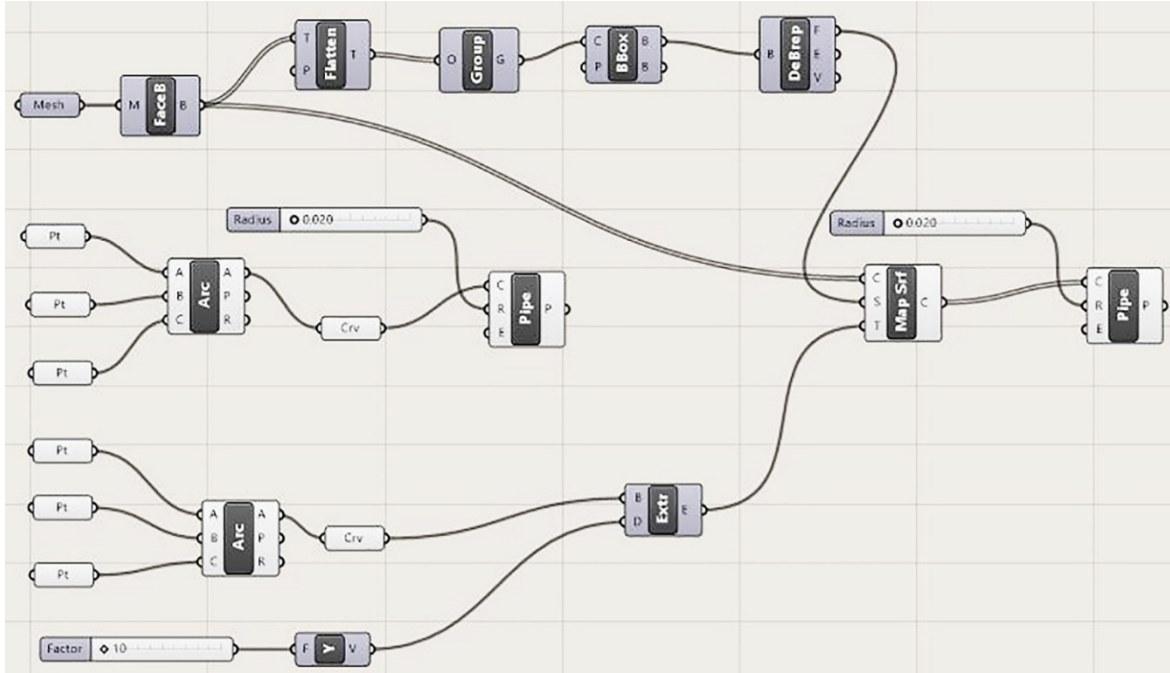 Mesh
M FaceB B
T P Flatten T
O Group G
C P BBox B B
B DeBrep F E V
Radius 0.020
Pt
Pt
Pt
A B C Arc A P R
Crv
C R E Pipe P
Radius 0.020
C S T Map Srf C
C R E Pipe P
Pt
Pt
Pt
A B C Arc A P R
Crv
B D Extr E
Factor 10
F Y V